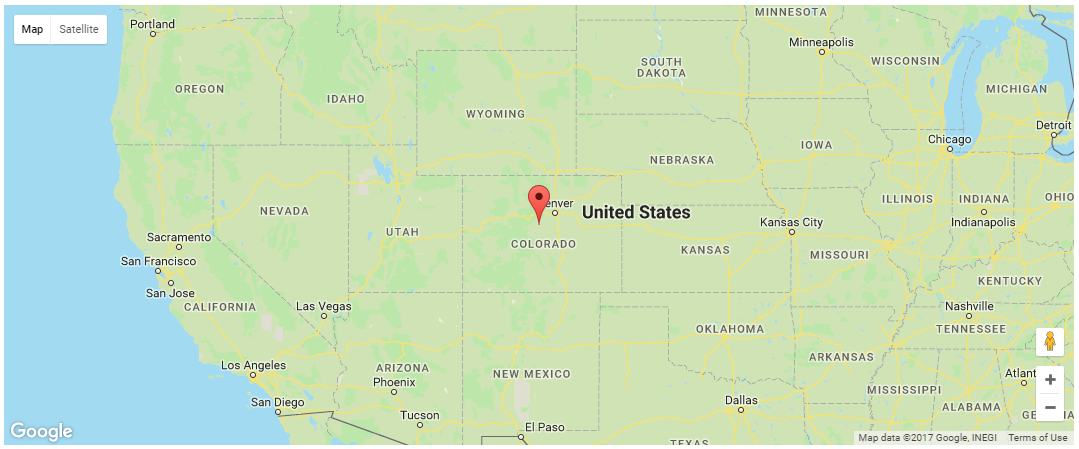 Map
Satellite
Portland
MINNESOTA
Minneapolis
SOUTH
DAKOTA
WISCONSIN
OREGON
IDAHO
MICHIGAN
WYOMING
Detroit
Chicago
IOWA
NEBRASKA
NEVADA
United States
ILLINOIS
INDIANA
OHIO
Indianapolis
Kansas City
UTAH
Sacramento
COLORADO
KANSAS
MISSOURI
San Francisco
KENTUCKY
San Jose
CALIFORNIA
Las Vegas
Nashville
OKLAHOMA
TENNESSEE
ARKANSAS
Los Angeles
ARIZONA
NEW MEXICO
Phoenix
MISSISSIPPI
San Diego
Dallas
ALABAMA
Tucson
El Paso
TEXAS
Google
Map data ©2017 Google, INEGI
Terms of Use